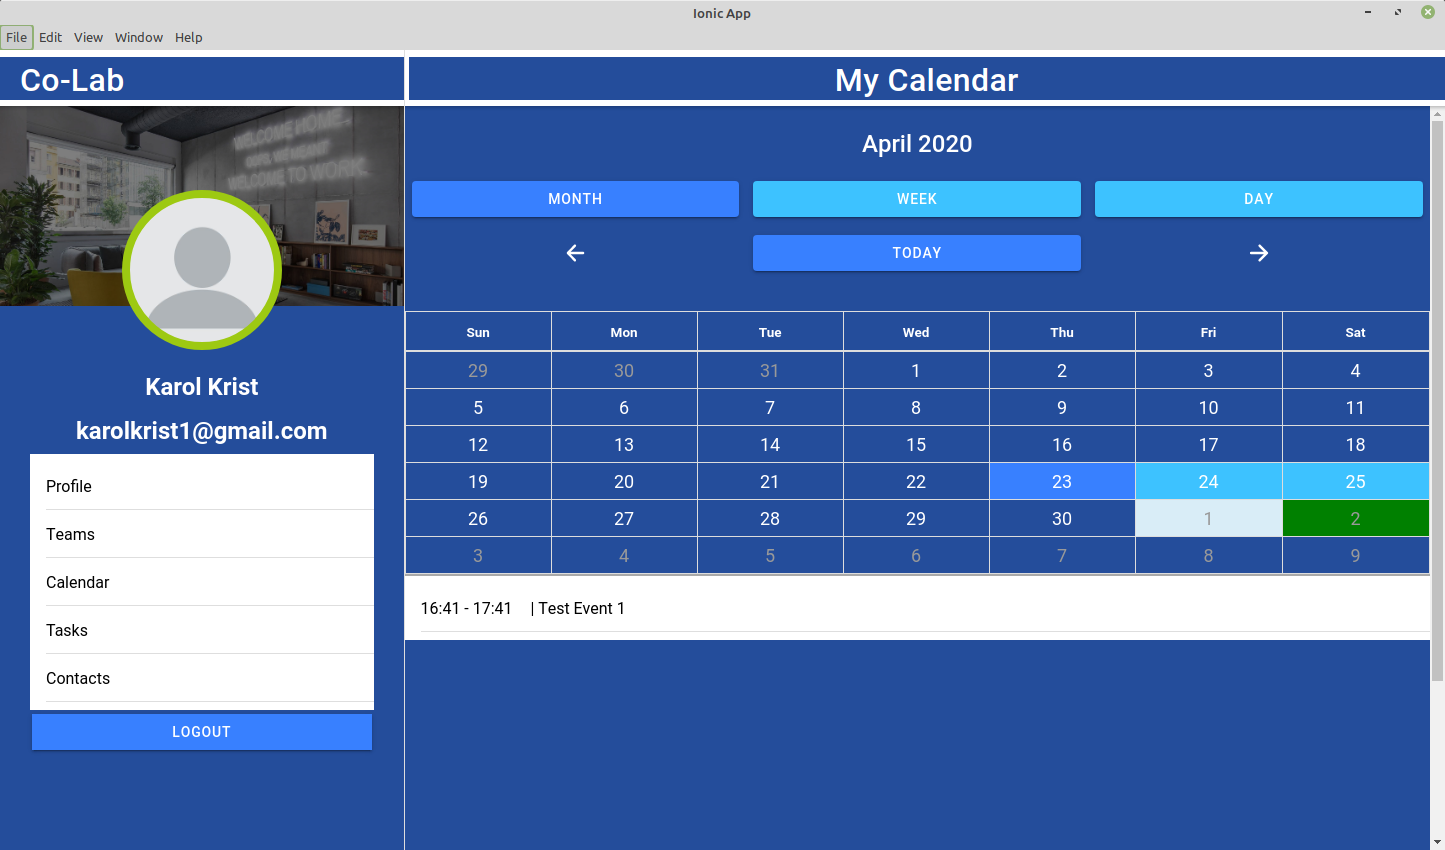 Ionic App
File Edit View Window Help
Co-Lab
My Calendar
WELCOME HOME.
WELCOME TO WORK.
Karol Krist
karolkrist1@gmail.com
Profile
Teams
Calendar
Tasks
Contacts
LOGOUT
April 2020
MONTH WEEK DAY
TODAY
Sun Mon Tue Wed Thu Fri Sat
29 30 31 1 2 3 4
5 6 7 8 9 10 11
12 13 14 15 16 17 18
19 20 21 22 23 24 25
26 27 28 29 30 1 2
3 4 5 6 7 8 9
16:41 - 17:41 | Test Event 1